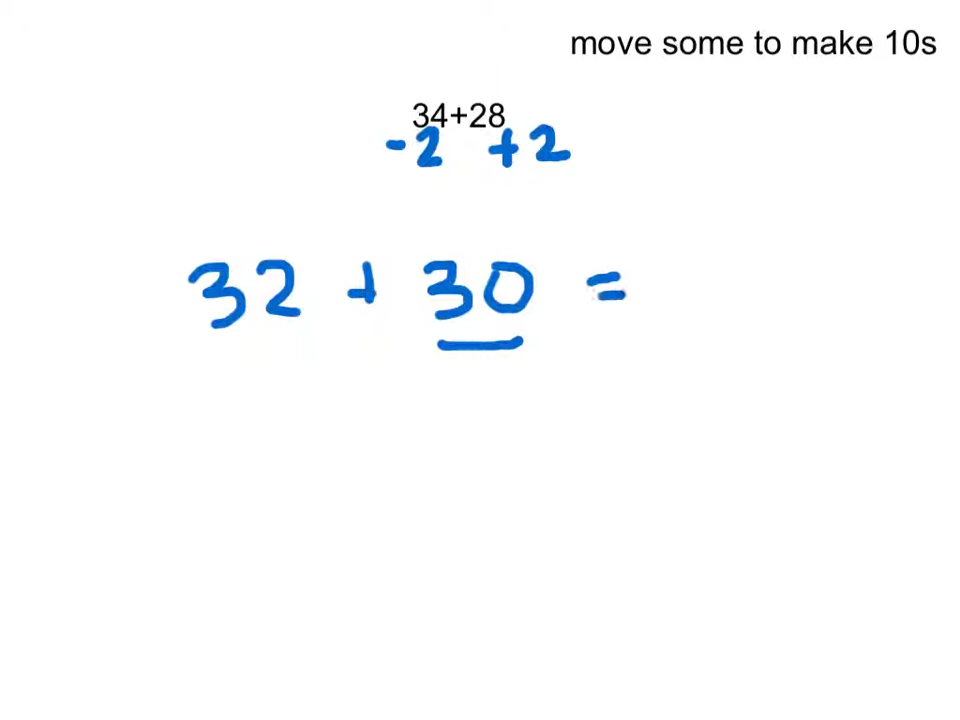 move some to make 10s
34+28
-2 +2
32 + 30 =